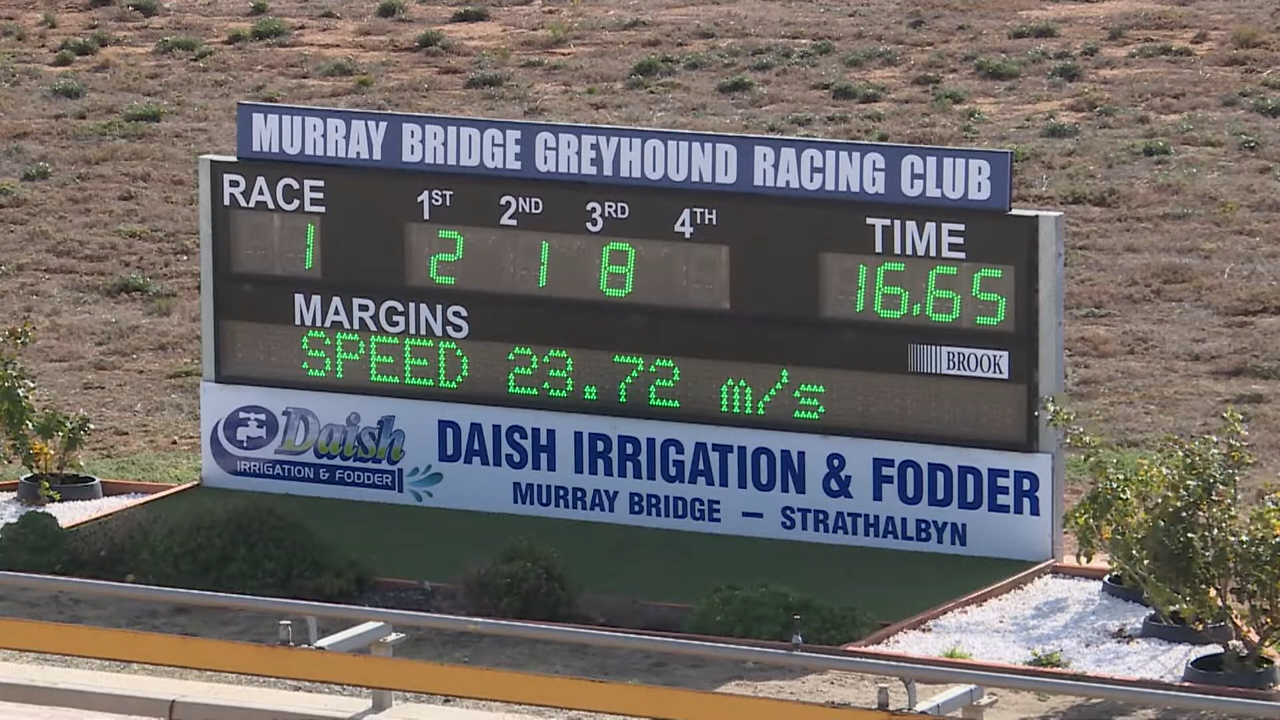 MURRAY BRIDGE GREYHOUND RACING CLUB
RACE 1ST 2ND 3RD 4TH TIME
1 2 1 8 16.65
MARGINS
SPEED 23.72 m/s
BROOK
Daish
IRRIGATION & FODDER
DAISH IRRIGATION & FODDER
MURRAY BRIDGE – STRATHALBYN